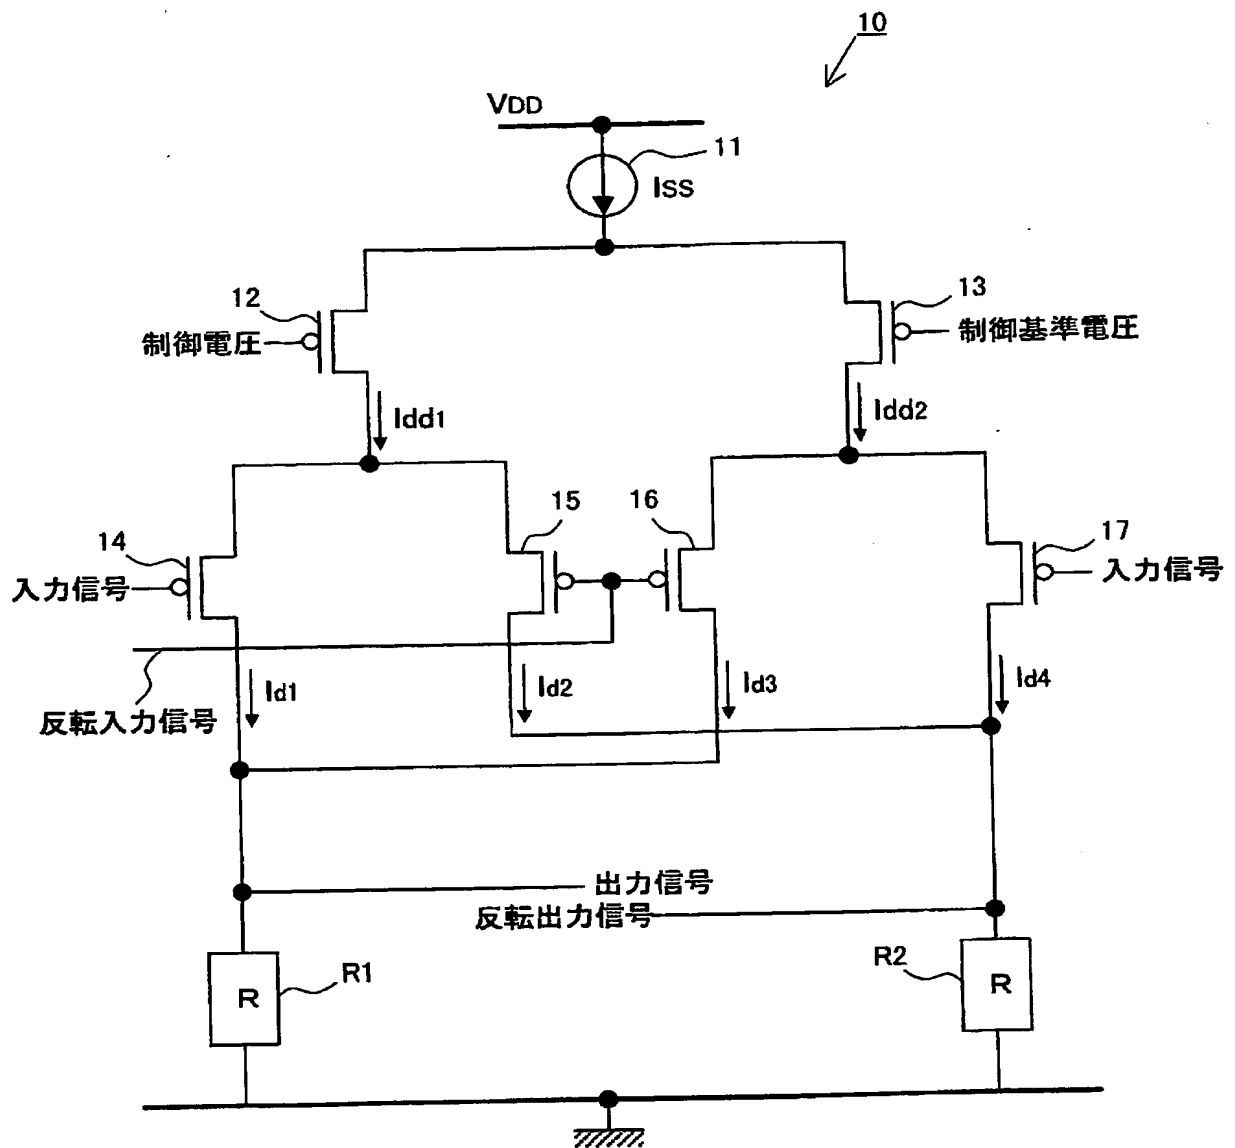 10
VDD
11
ISS
12
13
制御電圧
制御基準電圧
Idd1
Idd2
14
15
16
17
入力信号
入力信号
Id1
Id2
Id3
Id4
反転入力信号
出力信号
反転出力信号
R
R1
R2
R